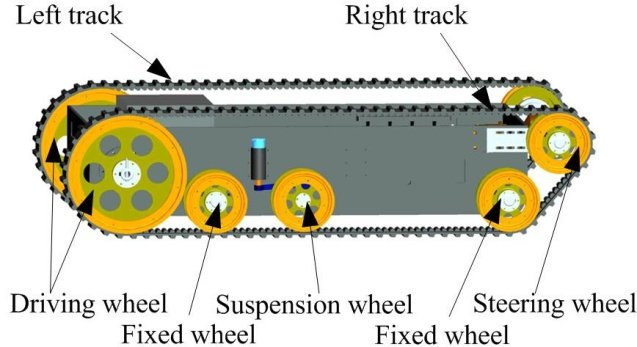 Left track
Right track
Driving wheel
Suspension wheel
Steering wheel
Fixed wheel
Fixed wheel